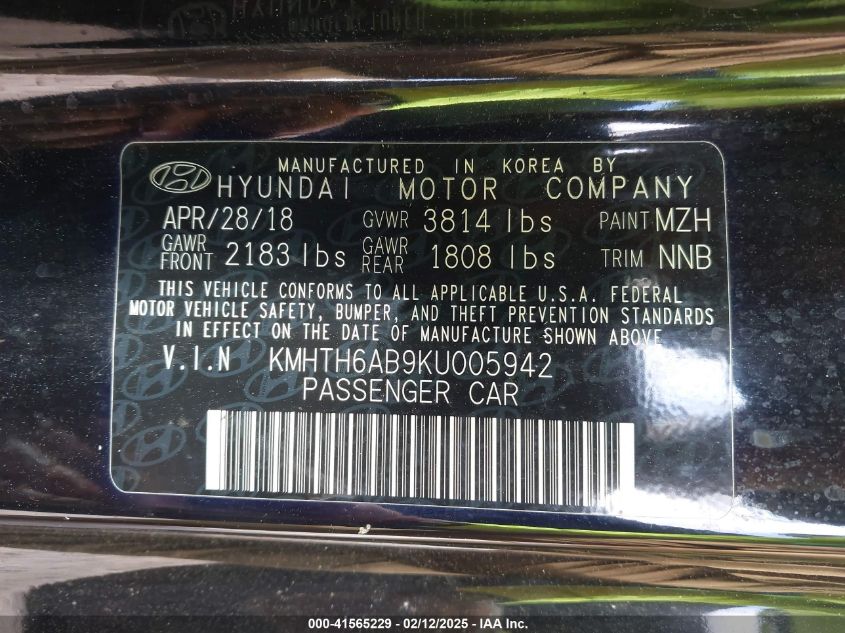 MANUFACTURED IN KOREA BY
HYUNDAI MOTOR COMPANY
APR/28/18 GVWR 3814 lbs PAINT MZH
GAWR FRONT 2183 lbs GAWR REAR 1808 lbs TRIM NNB
THIS VEHICLE CONFORMS TO ALL APPLICABLE U.S.A. FEDERAL
MOTOR VEHICLE SAFETY, BUMPER, AND THEFT PREVENTION STANDARDS
IN EFFECT ON THE DATE OF MANUFACTURE SHOWN ABOVE
V.I.N KMHTH6AB9KU005942
PASSENGER CAR
000-41565229 - 02/12/2025 - IAA Inc.